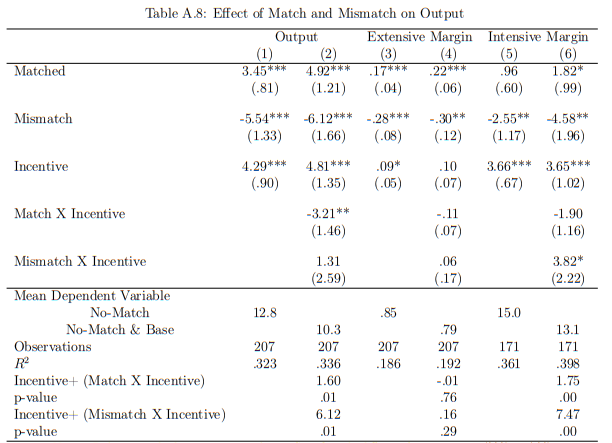 Table A.8: Effect of Match and Mismatch on Output
Output Extensive Margin Intensive Margin
(1) (2) (3) (4) (5) (6)
Matched 3.45*** 4.92*** .17*** .22*** .96 1.82*
(.81) (1.21) (.04) (.06) (.60) (.99)
Mismatch -5.54*** -6.12*** -.28*** -.30** -2.55** -4.58**
(1.33) (1.66) (.08) (.12) (1.17) (1.96)
Incentive 4.29*** 4.81*** .09* .10 3.66*** 3.65***
(.90) (1.35) (.05) (.07) (.67) (1.02)
Match X Incentive -3.21** -.11 -1.90
(1.46) (.07) (1.16)
Mismatch X Incentive 1.31 .06 3.82*
(2.59) (.17) (2.22)
Mean Dependent Variable
No-Match 12.8 .85 15.0
No-Match & Base 10.3 .79 13.1
Observations 207 207 207 207 171 171
R² .323 .336 .186 .192 .361 .398
Incentive+ (Match X Incentive) 1.60 -.01 1.75
p-value .01 .76 .00
Incentive+ (Mismatch X Incentive) 6.12 .16 7.47
p-value .01 .29 .00